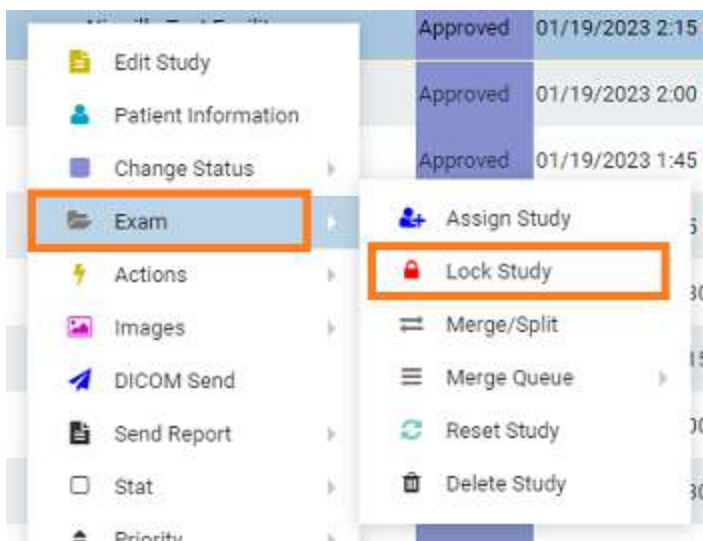 Approved 01/19/2023 2:15
Edit Study
Approved 01/19/2023 2:00
Patient Information
Change Status
Approved 01/19/2023 1:45
Exam
Assign Study
Actions
Lock Study
Images
Merge/Split
DICOM Send
Merge Queue
Send Report
Reset Study
Stat
Delete Study
Priority